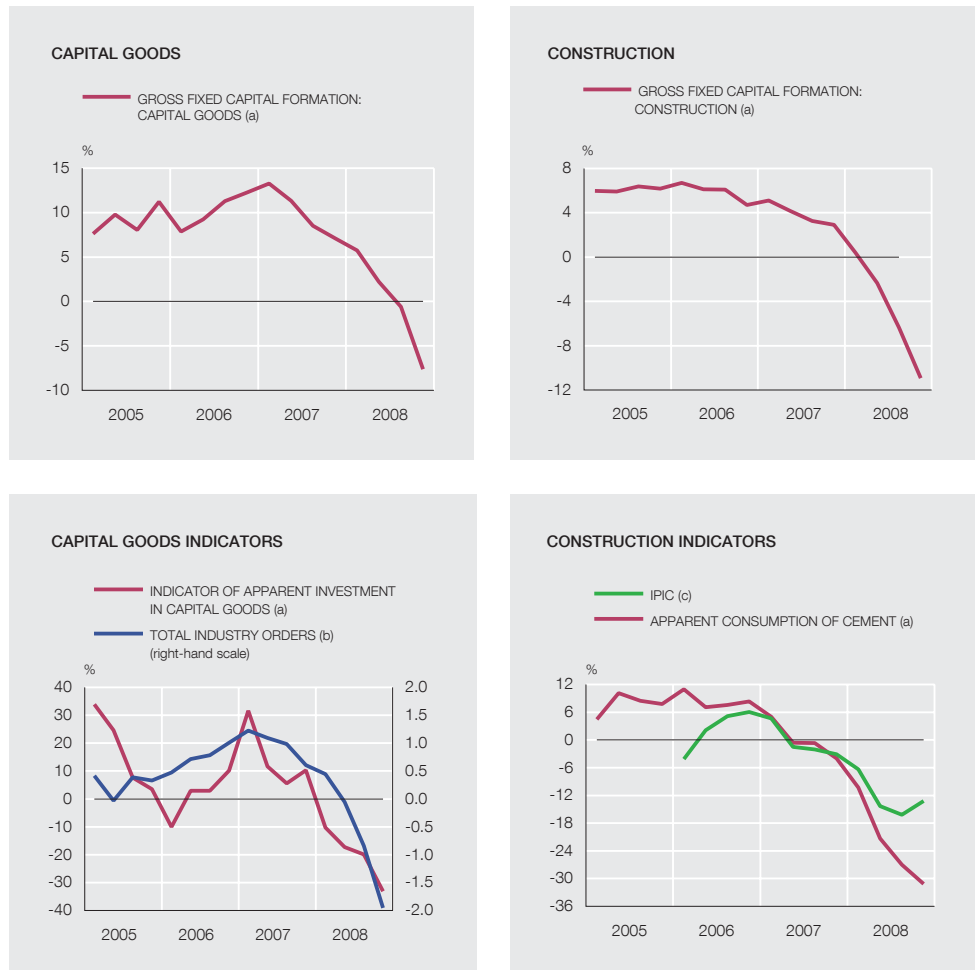 CAPITAL GOODS
GROSS FIXED CAPITAL FORMATION:
CAPITAL GOODS (a)
%
15
10
5
0
-5
-10
2005 2006 2007 2008
CONSTRUCTION
GROSS FIXED CAPITAL FORMATION:
CONSTRUCTION (a)
%
8
4
0
-4
-8
-12
2005 2006 2007 2008
CAPITAL GOODS INDICATORS
INDICATOR OF APPARENT INVESTMENT
IN CAPITAL GOODS (a)
TOTAL INDUSTRY ORDERS (b)
(right-hand scale)
%
40 2.0
30 1.5
20 1.0
10 0.5
0 0.0
-10 -0.5
-20 -1.0
-30 -1.5
-40 -2.0
2005 2006 2007 2008
CONSTRUCTION INDICATORS
IPIC (c)
APPARENT CONSUMPTION OF CEMENT (a)
%
12
6
0
-6
-12
-18
-24
-30
-36
2005 2006 2007 2008